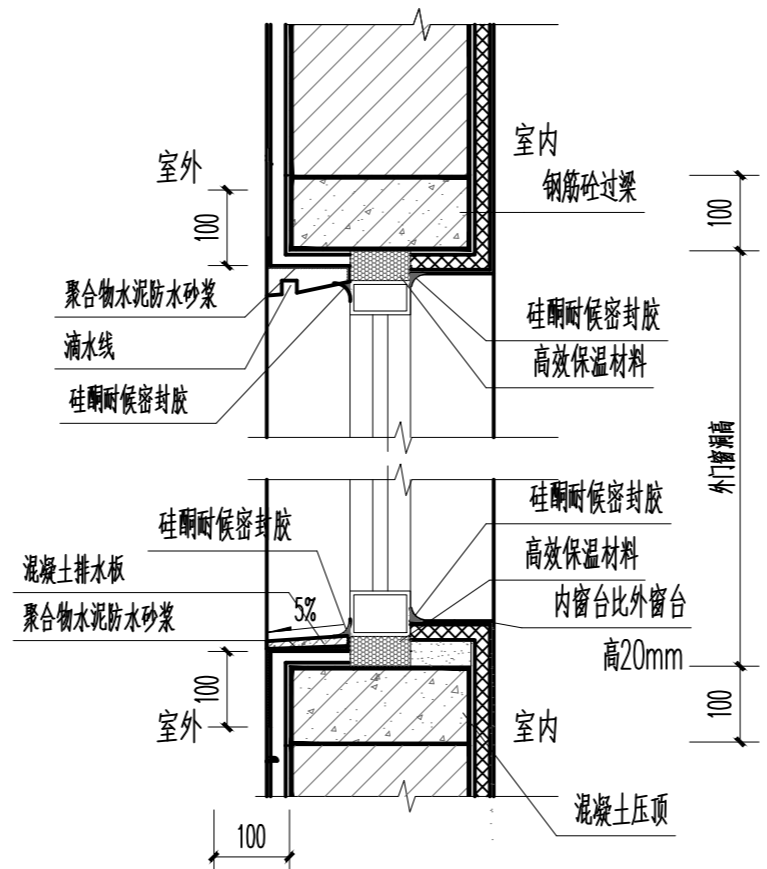 室外
室内
钢筋砼过梁
100
100
聚合物水泥防水砂浆
滴水线
硅酮耐候密封胶
硅酮耐候密封胶
高效保温材料
外门窗洞高
硅酮耐候密封胶
硅酮耐候密封胶
混凝土排水板
高效保温材料
5%
聚合物水泥防水砂浆
内窗台比外窗台
高20mm
100
100
室外
室内
混凝土压顶
100